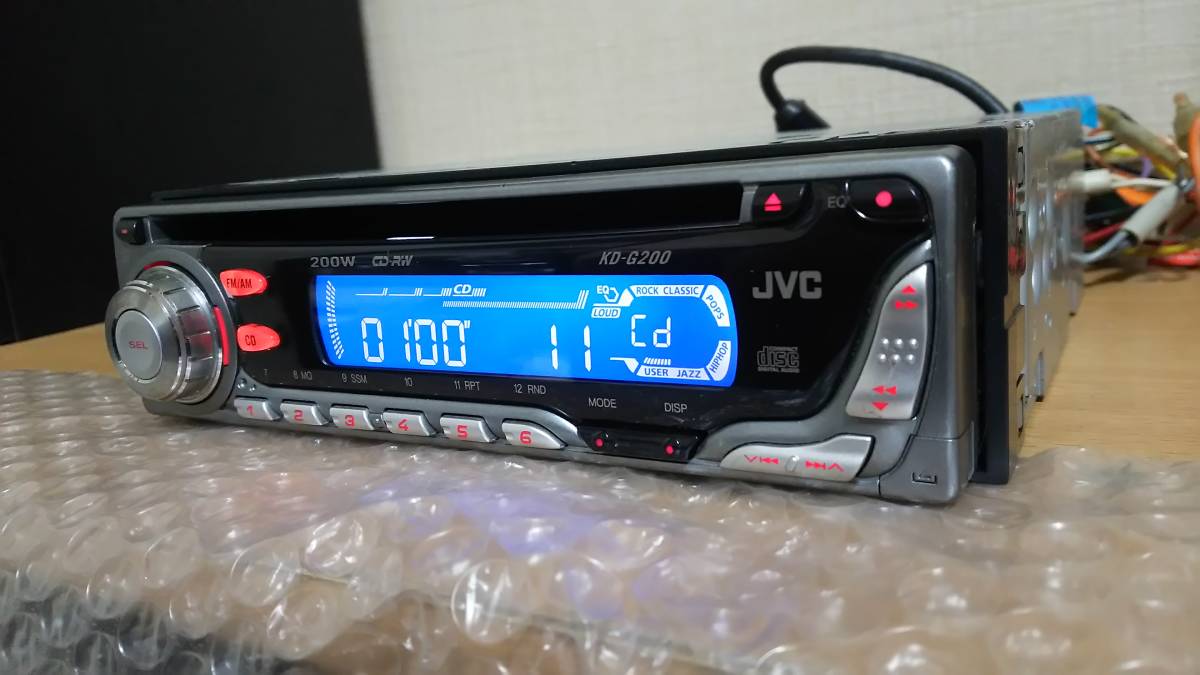 EQ
200W CD-RW KD-G200
JVC
FM/AM
CD
SEL
CD
EQ
LOUD
ROCK CLASSIC
POPS
HIPHOP
USER JAZZ
01'00" 11 Cd
COMPACT
disc
DIGITAL AUDIO
7 8 MO 9 SSM 10 11 RPT 12 RND
MODE DISP
1 2 3 4 5 6